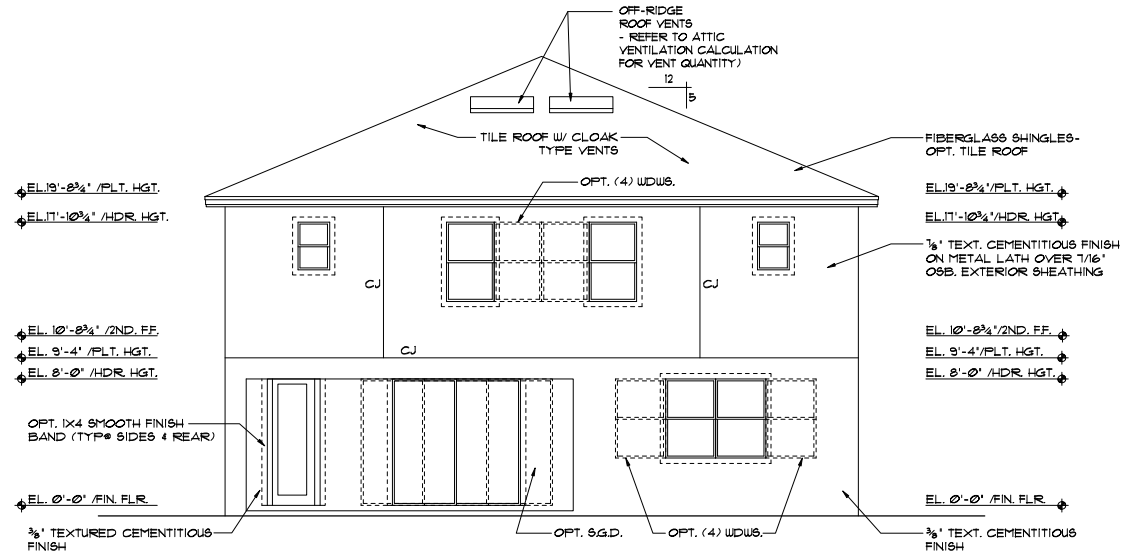 OFF-RIDGE
ROOF VENTS
- REFER TO ATTIC
VENTILATION CALCULATION
FOR VENT QUANTITY)
12
5
TILE ROOF W/ CLOAK
TYPE VENTS
FIBERGLASS SHINGLES-
OPT. TILE ROOF
OPT. (4) WDWS.
EL.19'-8¾" /PLT. HGT.
EL.19'-8¾" /PLT. HGT.
EL.17'-10¾" /HDR. HGT.
EL.17'-10¾"/HDR. HGT.
⅞" TEXT. CEMENTITIOUS FINISH
ON METAL LATH OVER 7/16"
OSB. EXTERIOR SHEATHING
CJ
CJ
EL. 10'-8¾" /2ND. F.F.
EL. 10'-8¾"/2ND. F.F.
EL. 9'-4" /PLT. HGT.
CJ
EL. 9'-4"/PLT. HGT.
EL. 8'-0" /HDR. HGT.
EL. 8'-0" /HDR. HGT.
OPT. 1X4 SMOOTH FINISH
BAND (TYP@ SIDES & REAR)
EL. 0'-0" /FIN. FLR.
EL. 0'-0" /FIN. FLR.
⅜" TEXTURED CEMENTITIOUS
FINISH
OPT. S.G.D.
OPT. (4) WDWS.
⅜" TEXT. CEMENTITIOUS
FINISH